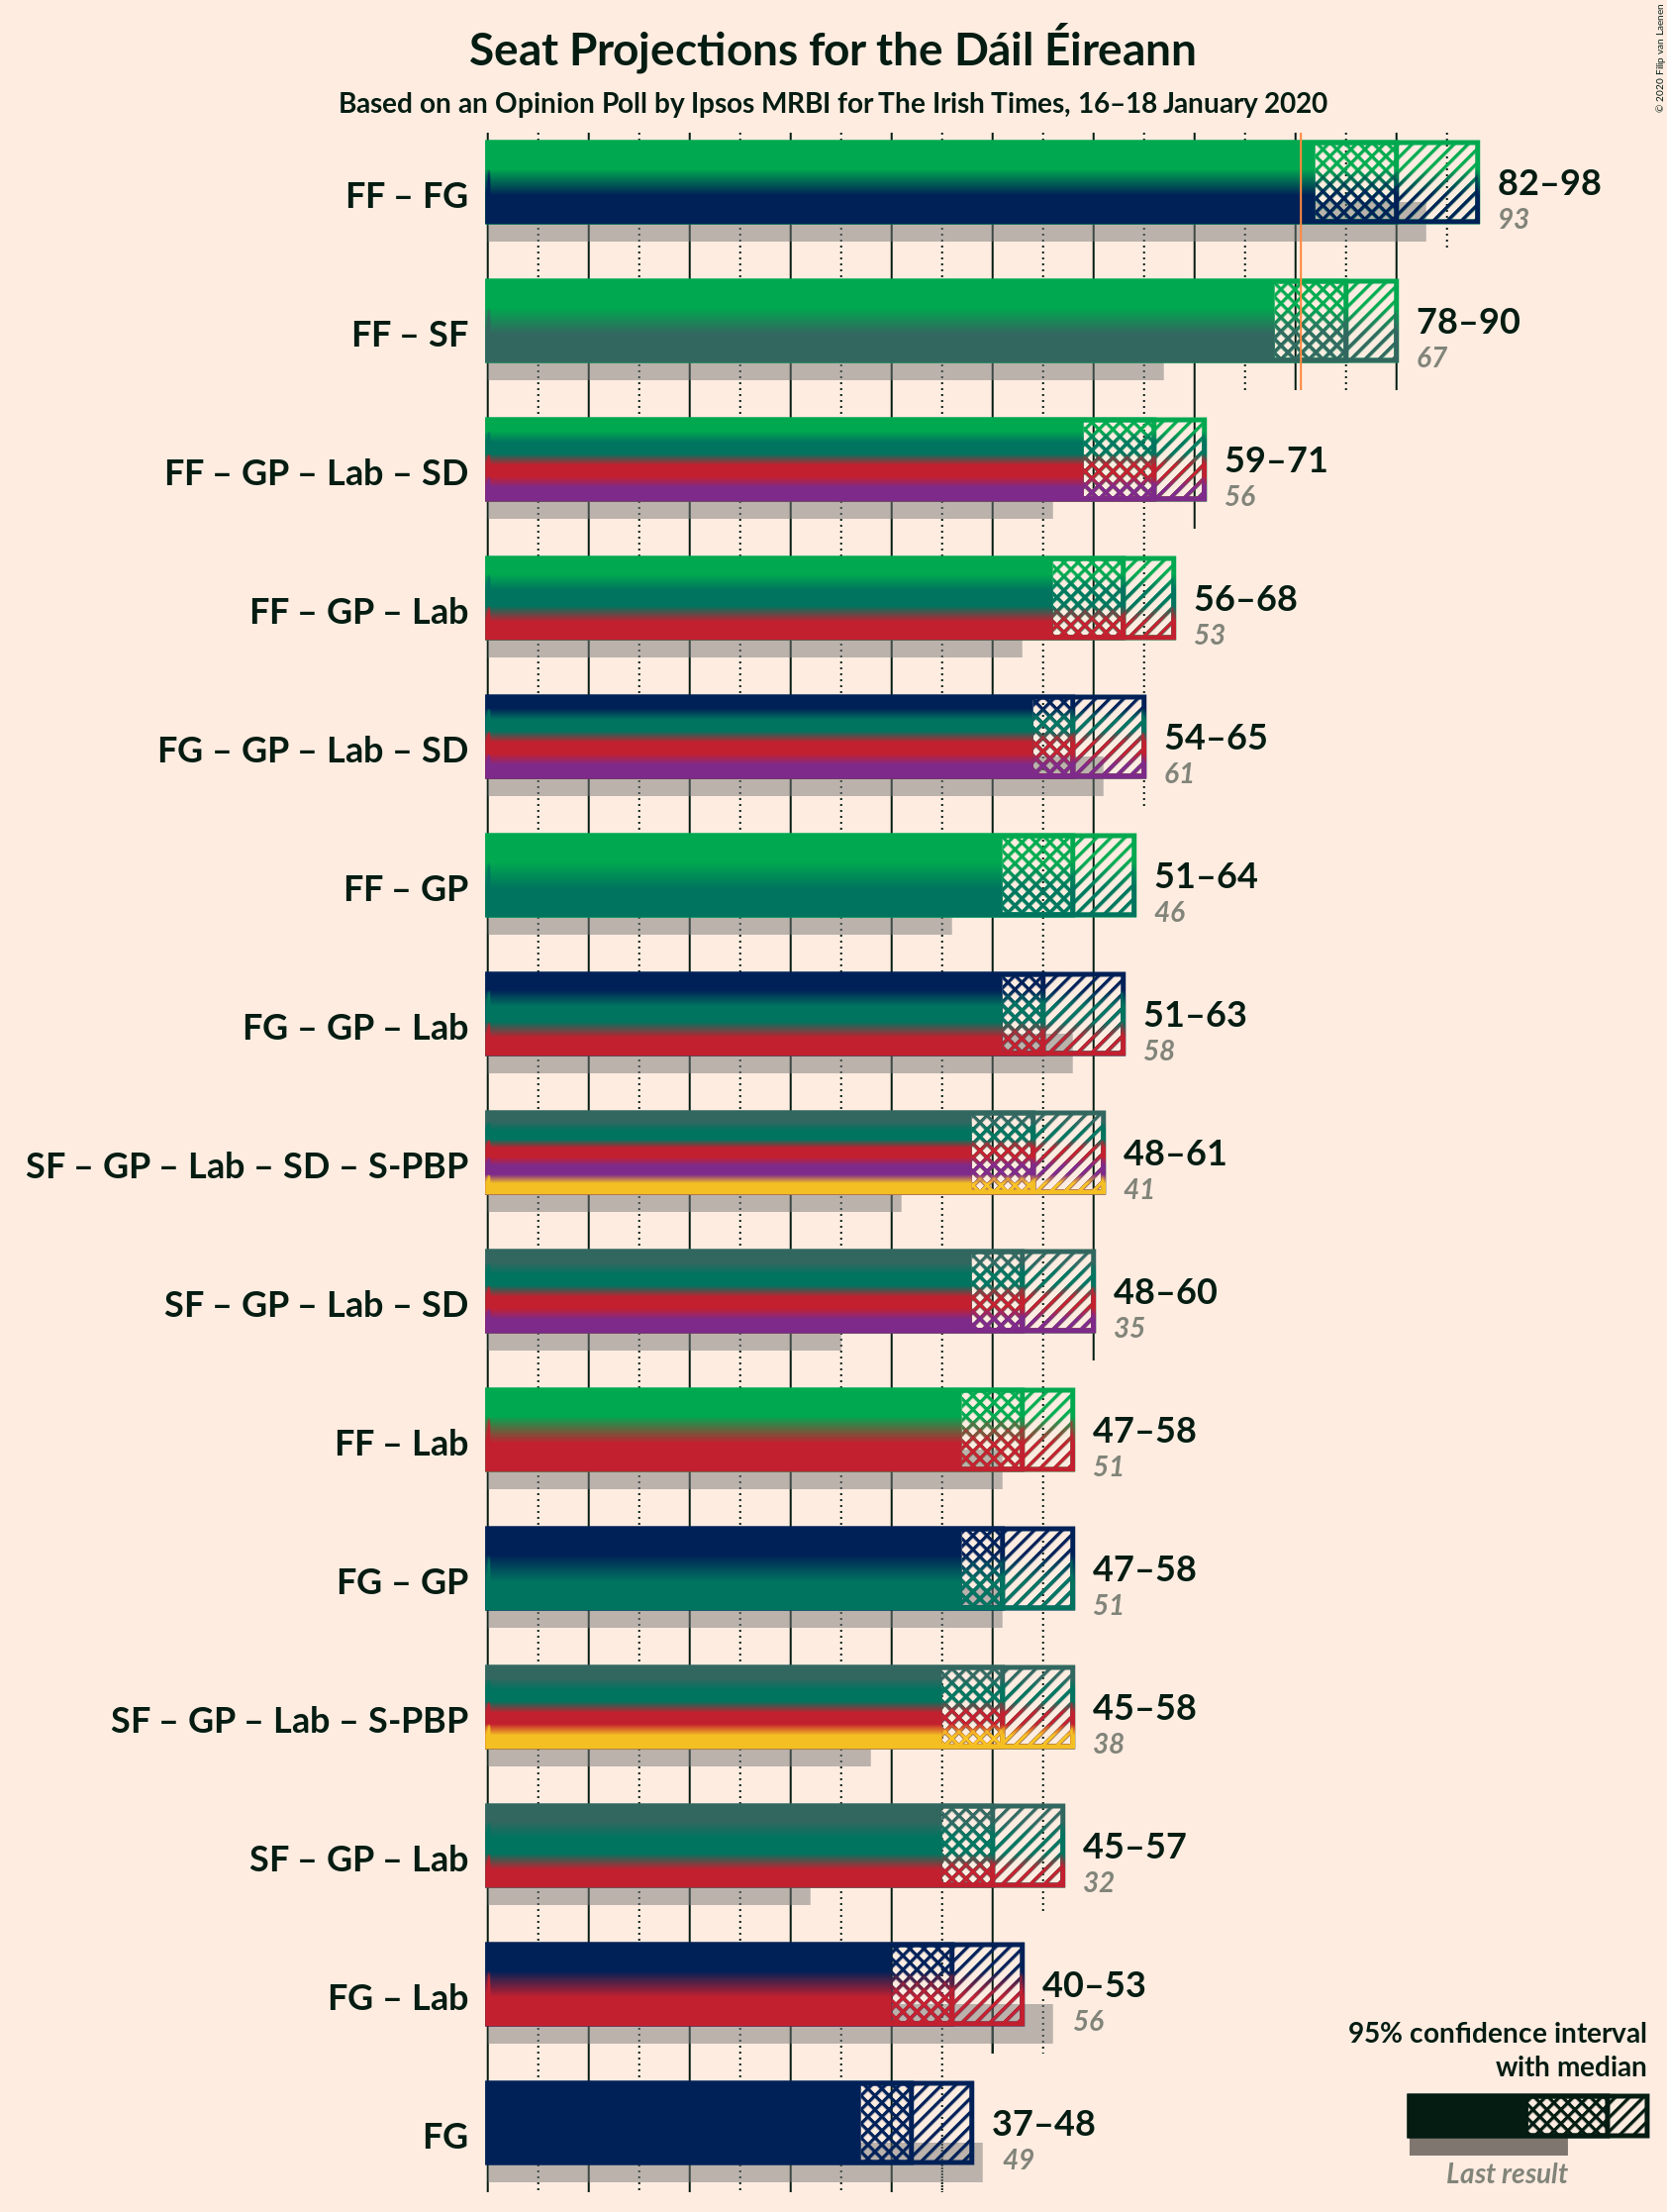 Seat Projections for the Dáil Éireann
Based on an Opinion Poll by Ipsos MRBI for The Irish Times, 16–18 January 2020
© 2020 Filip van Laenen
FF – FG
82–98
93
FF – SF
78–90
67
FF – GP – Lab – SD
59–71
56
FF – GP – Lab
56–68
53
FG – GP – Lab – SD
54–65
61
FF – GP
51–64
46
FG – GP – Lab
51–63
58
SF – GP – Lab – SD – S-PBP
48–61
41
SF – GP – Lab – SD
48–60
35
FF – Lab
47–58
51
FG – GP
47–58
51
SF – GP – Lab – S-PBP
45–58
38
SF – GP – Lab
45–57
32
FG – Lab
40–53
56
FG
37–48
49
95% confidence interval
with median
Last result